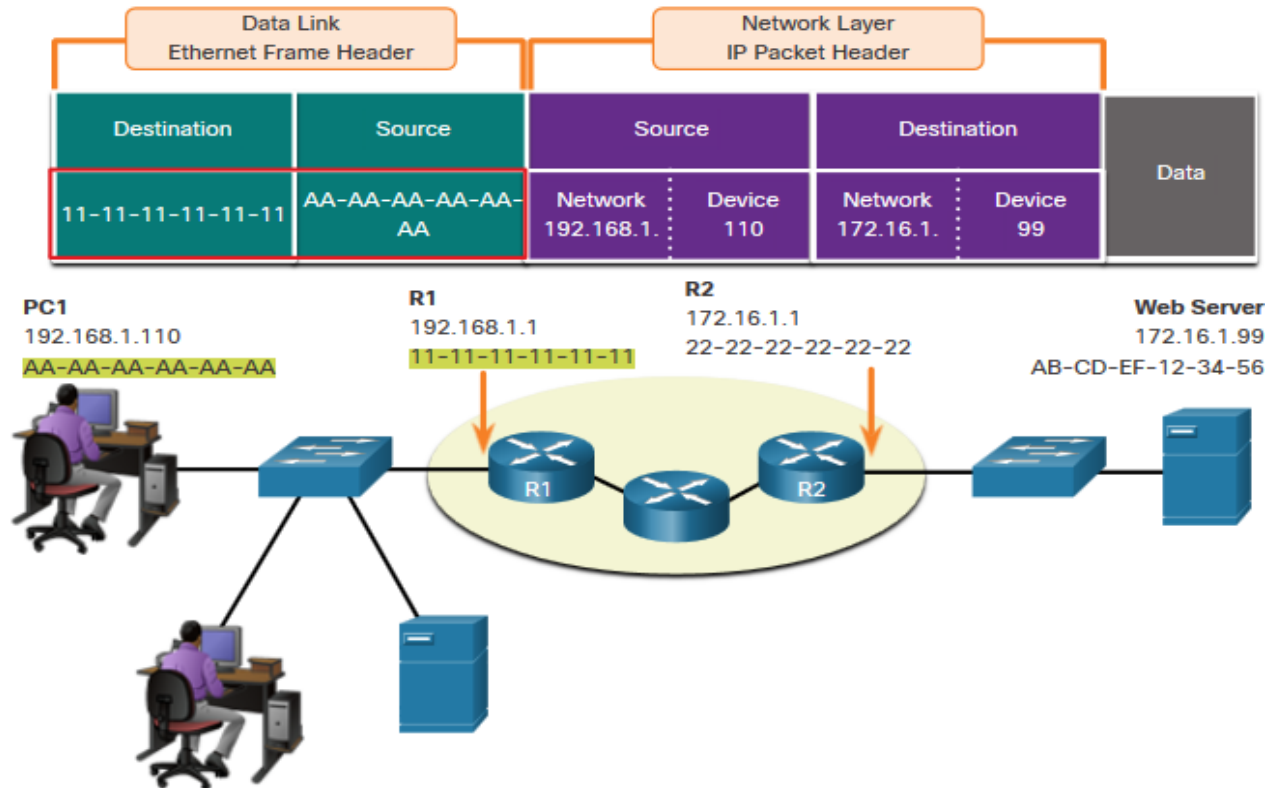 Data Link
Ethernet Frame Header
Network Layer
IP Packet Header
Destination
Source
Source
Destination
Data
11-11-11-11-11-11
AA-AA-AA-AA-AA-
AA
Network
192.168.1.
Device
110
Network
172.16.1.
Device
99
PC1
192.168.1.110
AA-AA-AA-AA-AA-AA
R1
192.168.1.1
11-11-11-11-11-11
R2
172.16.1.1
22-22-22-22-22-22
Web Server
172.16.1.99
AB-CD-EF-12-34-56
R1
R2